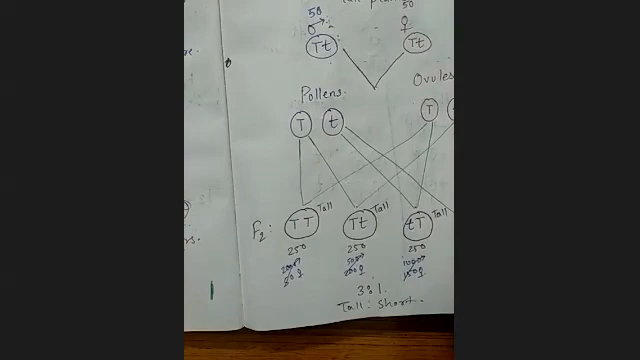 50 50
♂ ♀
Tt Tt
Pollens. Ovules
T t T
F2: TT Tall Tt Tall tT Tall
250 250 250
3:1.
Tall: Short.